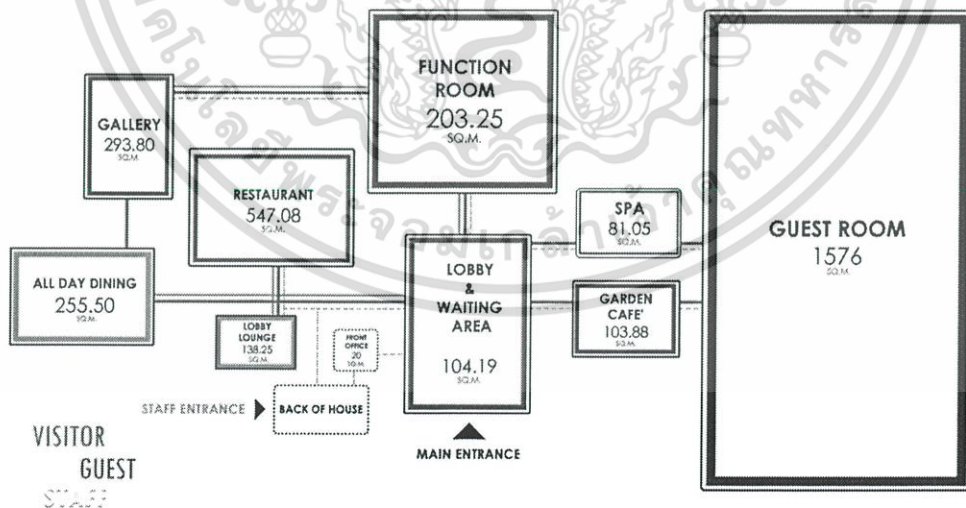 FUNCTION
ROOM
203.25
SQ.M.
GALLERY
293.80
SQ.M.
RESTAURANT
547.08
SQ.M.
SPA
81.05
SQ.M.
GUEST ROOM
1576
SQ.M.
ALL DAY DINING
255.50
SQ.M.
LOBBY
&
WAITING
AREA
104.19
SQ.M.
GARDEN
CAFE'
103.88
SQ.M.
LOBBY
LOUNGE
138.25
SQ.M.
FRONT
OFFICE
20
SQ.M.
STAFF ENTRANCE
BACK OF HOUSE
MAIN ENTRANCE
VISITOR
GUEST
STAFF